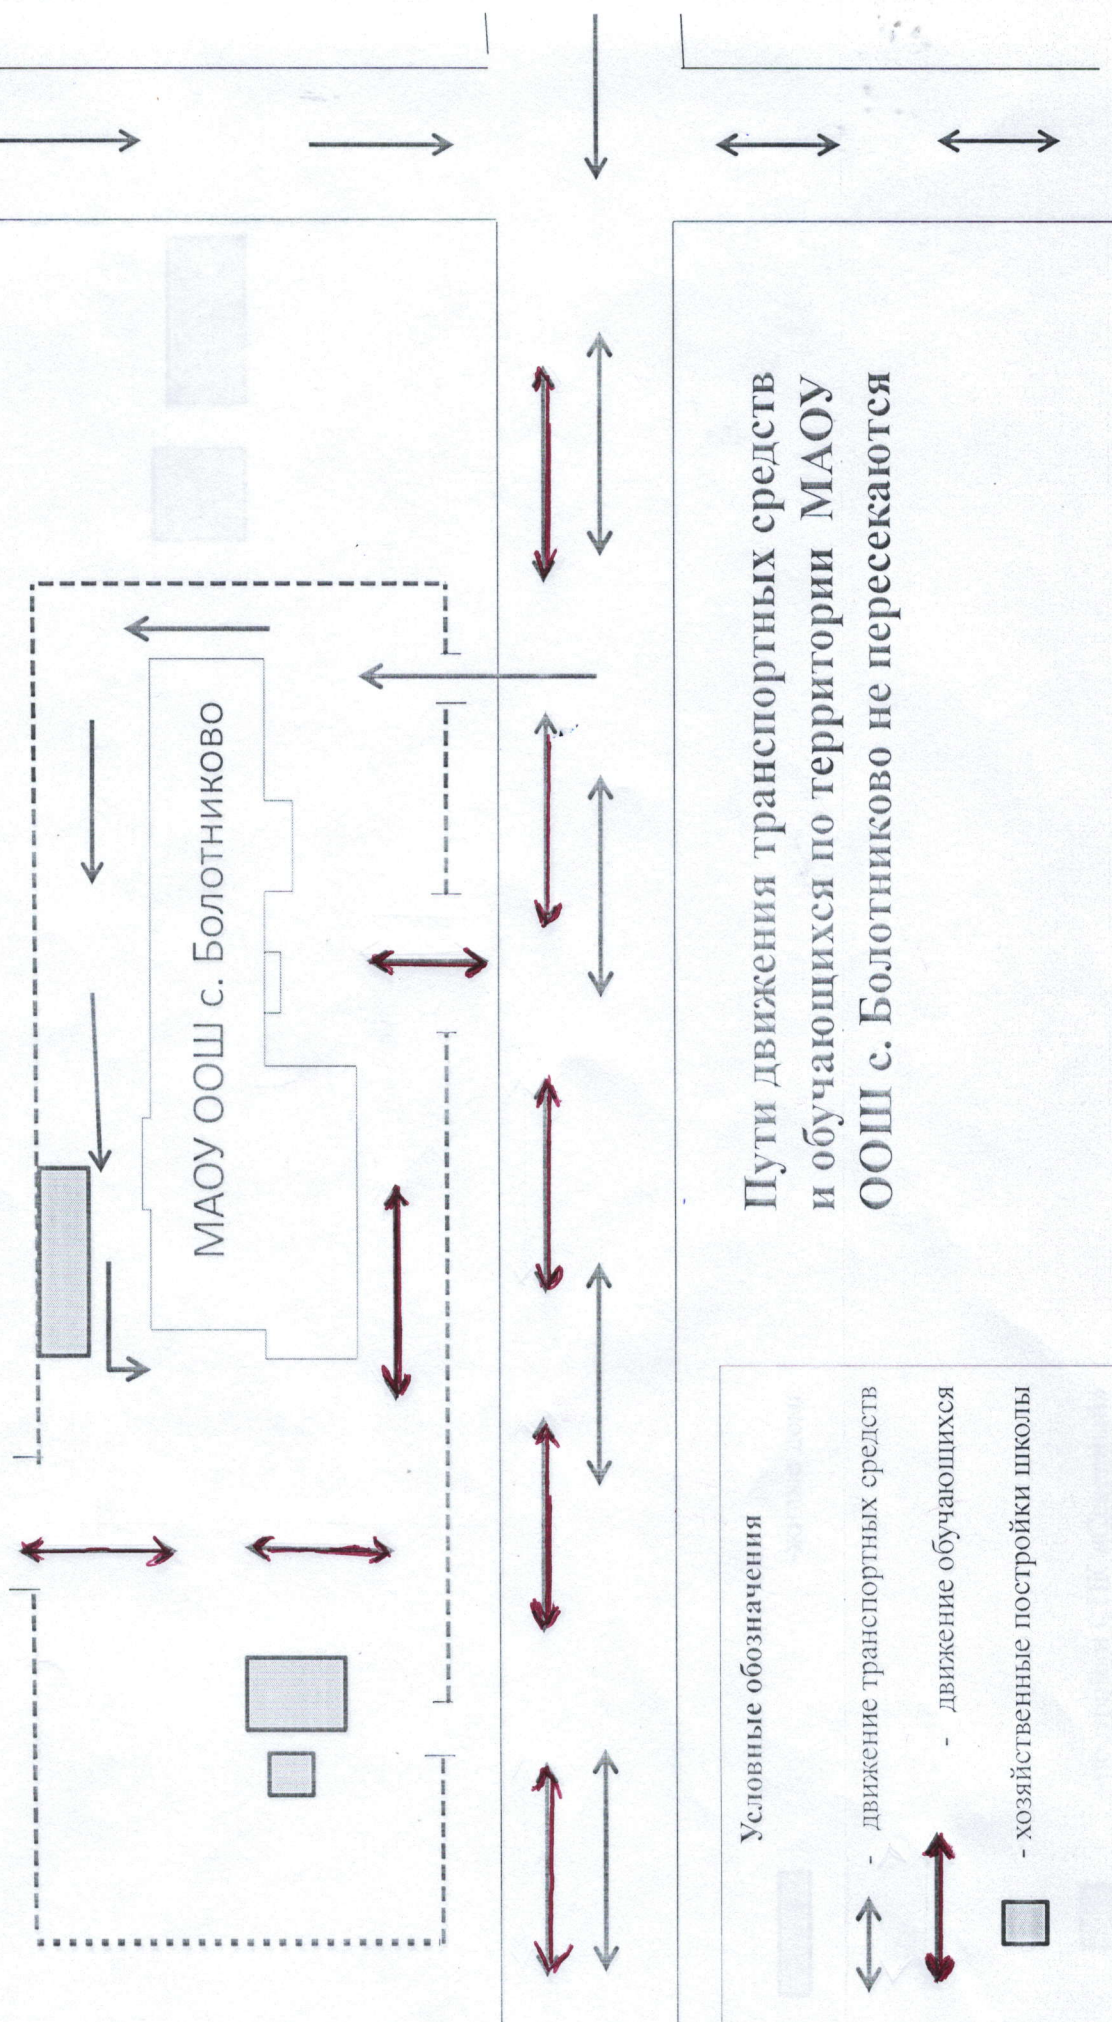 МАОУ ООШ с. Болотниково
Пути движения транспортных средств
и обучающихся по территории МАОУ
ООШ с. Болотниково не пересекаются
Условные обозначения
- движение транспортных средств
- движение обучающихся
- хозяйственные постройки школы